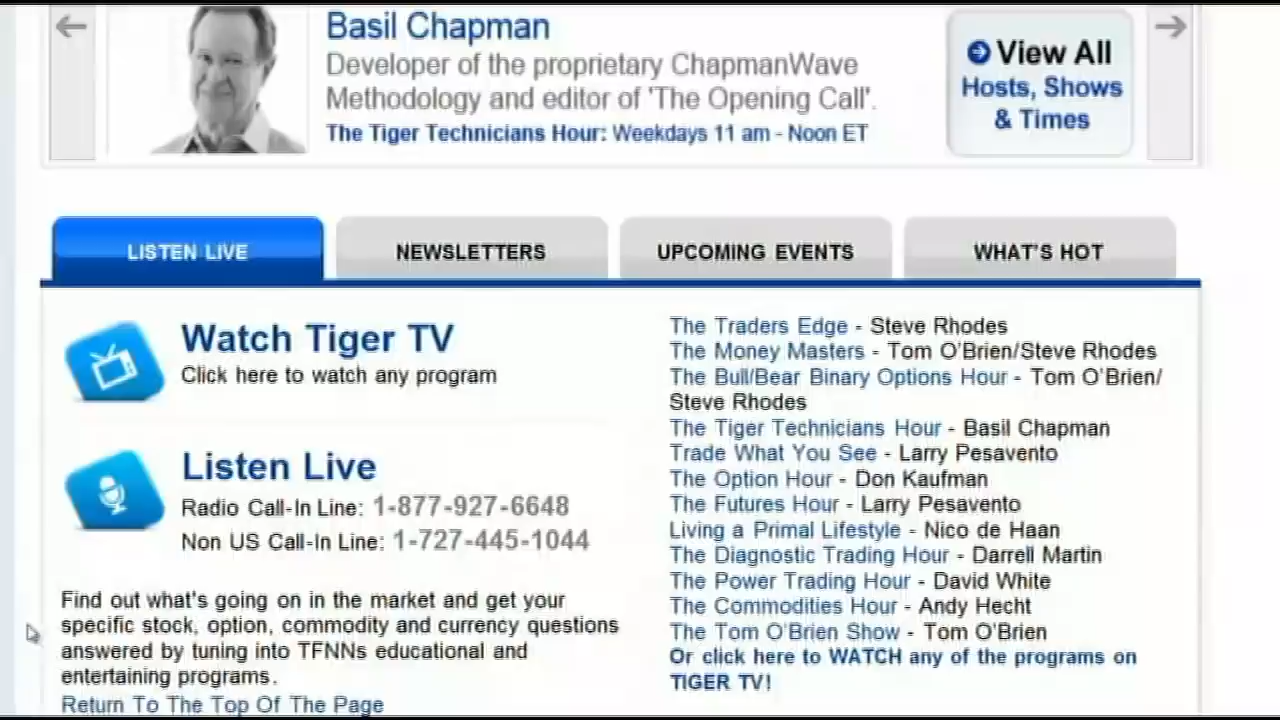 Basil Chapman
Developer of the proprietary ChapmanWave
Methodology and editor of 'The Opening Call'.
The Tiger Technicians Hour: Weekdays 11 am - Noon ET
View All
Hosts, Shows
& Times
LISTEN LIVE
NEWSLETTERS
UPCOMING EVENTS
WHAT'S HOT
Watch Tiger TV
Click here to watch any program
Listen Live
Radio Call-In Line: 1-877-927-6648
Non US Call-In Line: 1-727-445-1044
Find out what's going on in the market and get your
specific stock, option, commodity and currency questions
answered by tuning into TFNNs educational and
entertaining programs.
Return To The Top Of The Page
The Traders Edge - Steve Rhodes
The Money Masters - Tom O'Brien/Steve Rhodes
The Bull/Bear Binary Options Hour - Tom O'Brien/
Steve Rhodes
The Tiger Technicians Hour - Basil Chapman
Trade What You See - Larry Pesavento
The Option Hour - Don Kaufman
The Futures Hour - Larry Pesavento
Living a Primal Lifestyle - Nico de Haan
The Diagnostic Trading Hour - Darrell Martin
The Power Trading Hour - David White
The Commodities Hour - Andy Hecht
The Tom O'Brien Show - Tom O'Brien
Or click here to WATCH any of the programs on
TIGER TV!